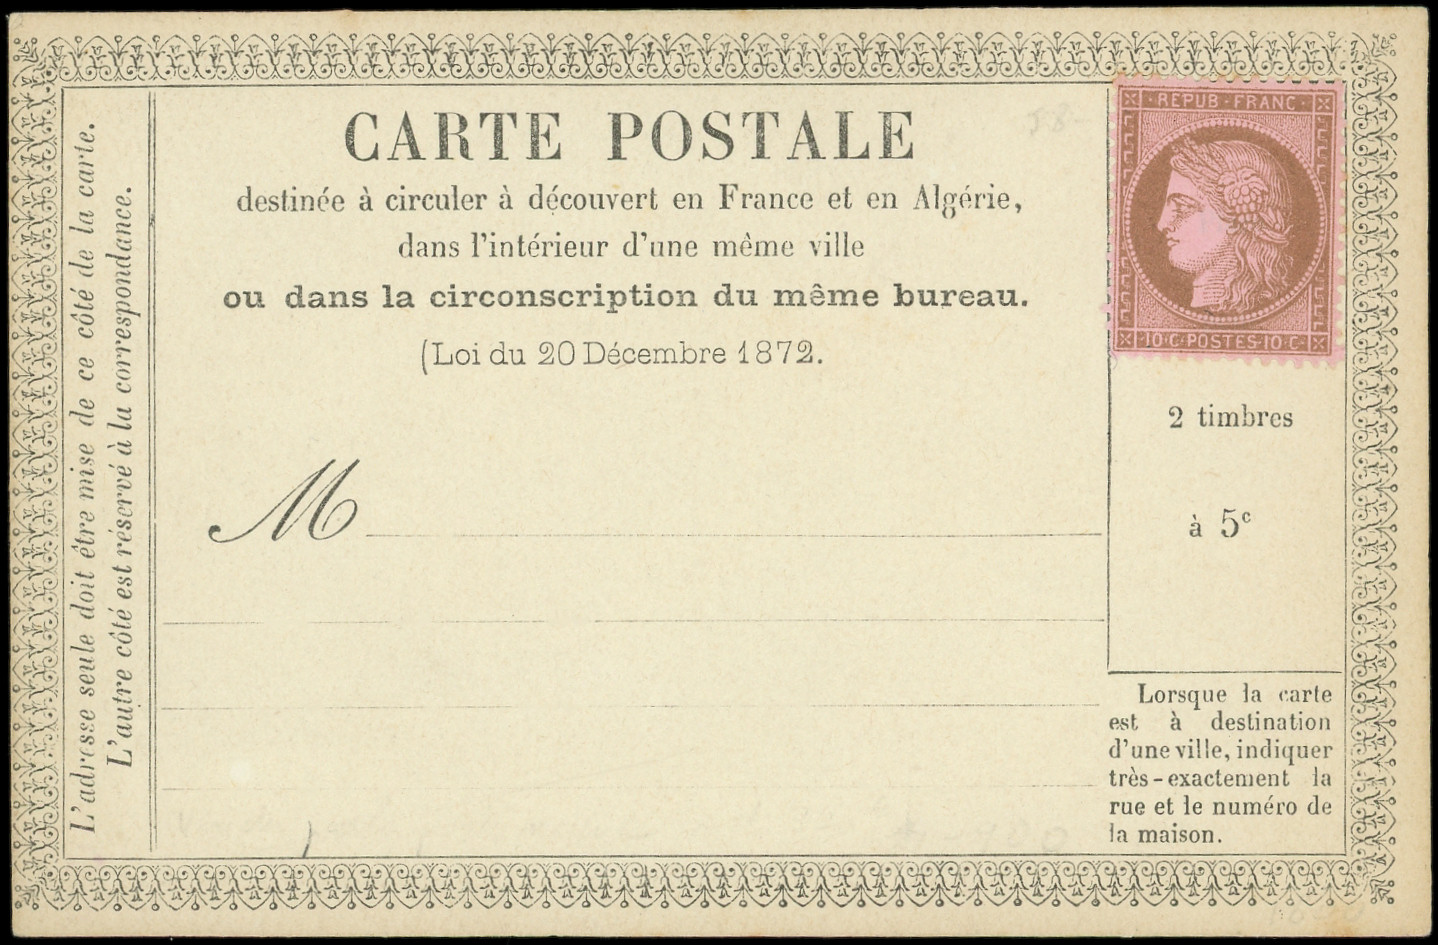 CARTE POSTALE
destinée à circuler à découvert en France et en Algérie,
dans l'intérieur d'une même ville
ou dans la circonscription du même bureau.
(Loi du 20 Décembre 1872.
M
L'adresse seule doit être mise de ce côté de la carte.
L'autre côté est réservé à la correspondance.
REPUB·FRANC
10·C·POSTES·10·C·
2 timbres
à 5c
Lorsque la carte
est à destination
d'une ville, indiquer
très-exactement la
rue et le numéro de
la maison.